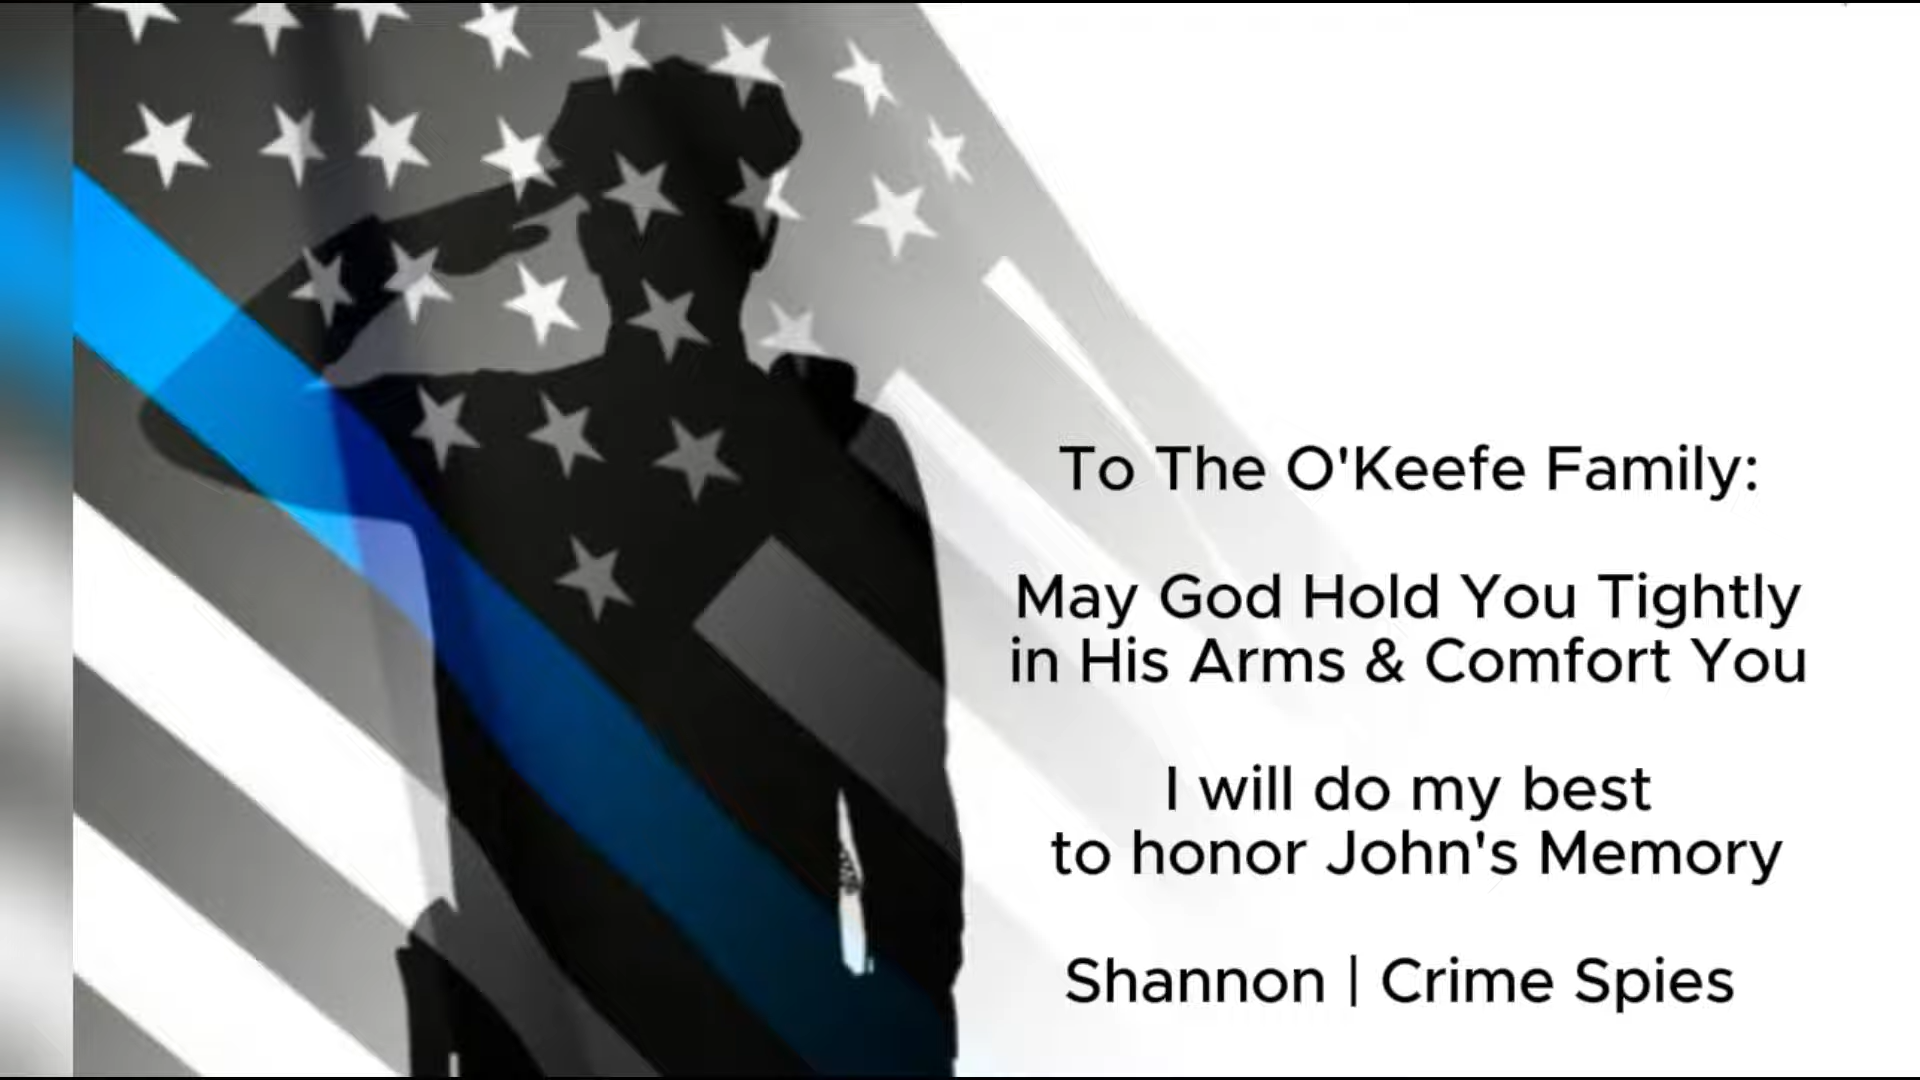 To The O'Keefe Family:
May God Hold You Tightly
in His Arms & Comfort You
I will do my best
to honor John's Memory
Shannon | Crime Spies